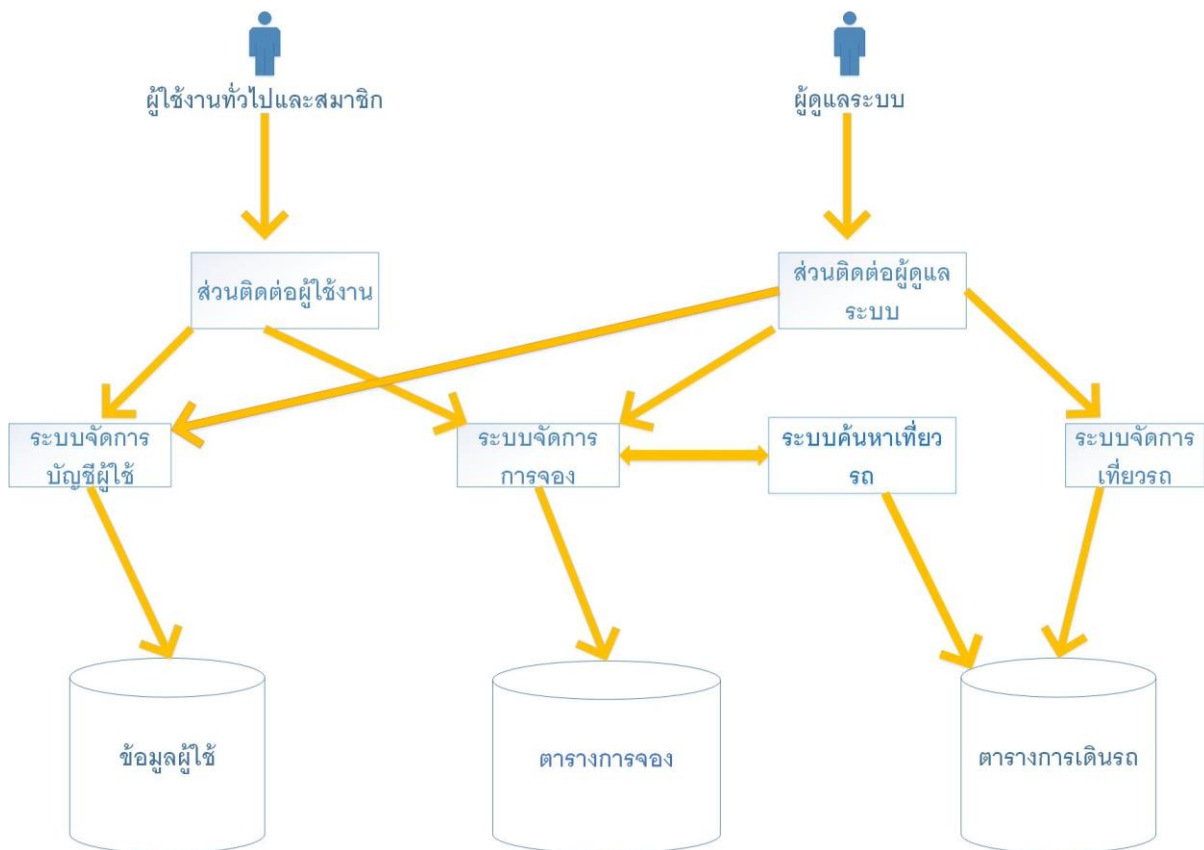 ผู้ใช้งานทั่วไปและสมาชิก
ผู้ดูแลระบบ
ส่วนติดต่อผู้ใช้งาน
ส่วนติดต่อผู้ดูแล
ระบบ
ระบบจัดการ
บัญชีผู้ใช้
ระบบจัดการ
การจอง
ระบบค้นหาเที่ยว
รถ
ระบบจัดการ
เที่ยวรถ
ข้อมูลผู้ใช้
ตารางการจอง
ตารางการเดินรถ